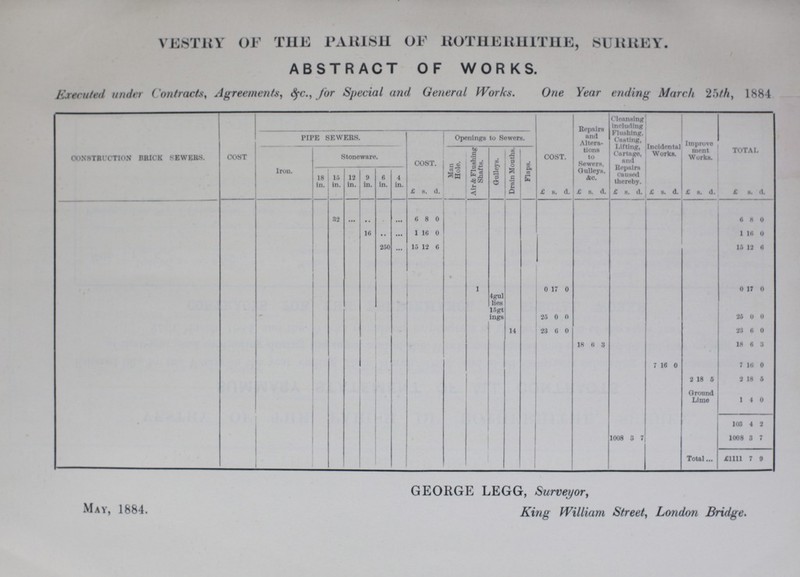 VESTRY OF THE PARISH OF ROTHERHITHE, SURREY.
ABSTRACT OF WORKS.
Executed under Contracts, Agreements, &c., for Special and General Works. One Year ending March 25th, 1884
CONSTRUCTION BRICK SEWERS.
COST
PIPE SEWERS.
Iron.
Stoneware.
18 in. 15 in. 12 in. 9 in. 6 in. 4 in.
COST.
£ s. d.
Openings to Sewers.
Man Hole.
Air & Flushing Shafts.
Gulleys.
Drain Mouths.
Flaps.
COST.
£ s. d.
Repairs and Alterations to Sewers, Gulleys, &c.
£ s. d.
Cleansing including Flushing, Casting, Lifting, Cartage, and Repairs caused thereby.
£ s. d.
Incidental Works.
£ s. d.
Improve ment Works.
£ s. d.
TOTAL
£ s. d.
32 ... .. ... 6 8 0 6 8 0
16 .. ... 1 16 0 1 16 0
250 ... 15 12 6 15 12 6
1 0 17 0 0 17 0
4gul
lies
15gt
ings 25 0 0 25 0 0
14 23 6 0 23 6 0
18 6 3 18 6 3
7 16 0 7 16 0
2 18 5 2 18 5
Ground
Lime 1 4 0
103 4 2
1008 3 7 1008 3 7
Total ... £1111 7 9
GEORGE LEGG, Surveyor,
May, 1884.
King William Street, London Bridge.